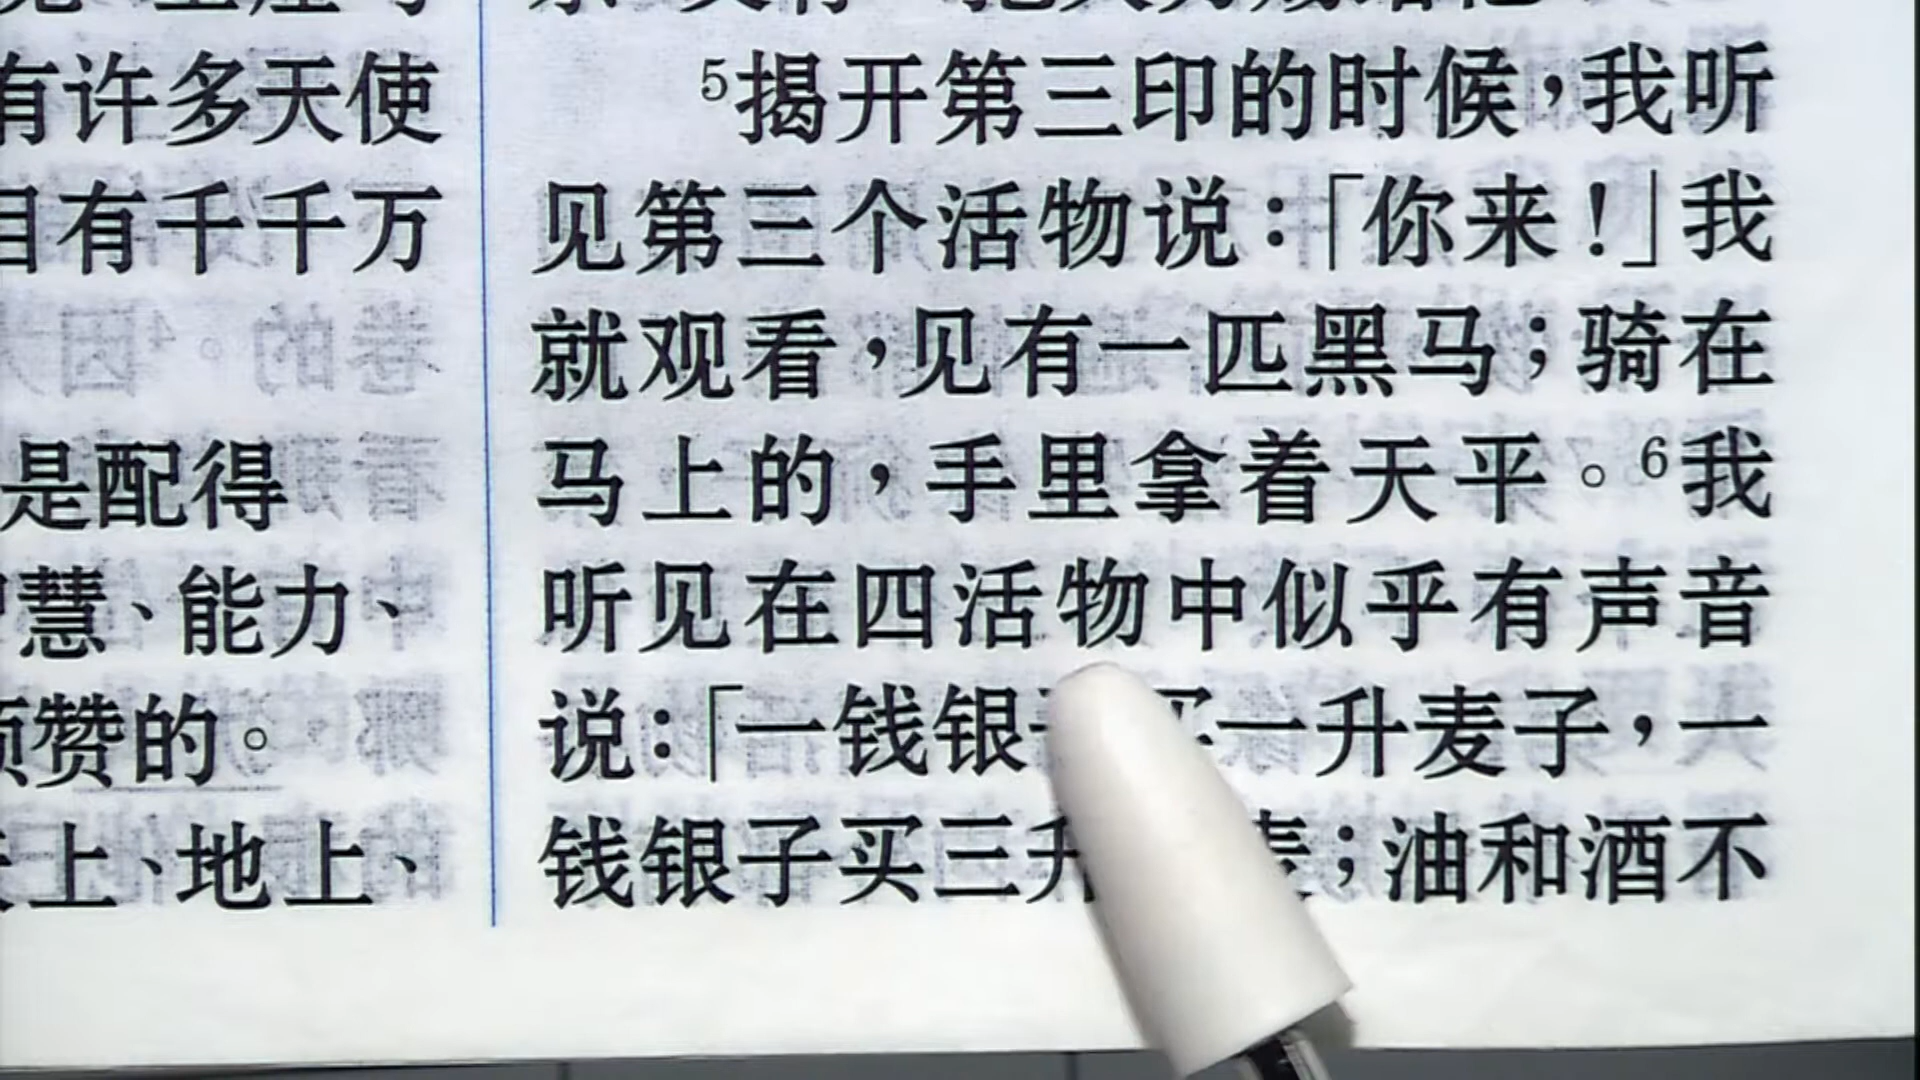 有许多天使
目有千千万
是配得
慧、能力、
颂赞的。
上、地上、
5揭开第三印的时候，我听
见第三个活物说：「你来！」我
就观看，见有一匹黑马；骑在
马上的，手里拿着天平。6我
听见在四活物中似乎有声音
说：「一钱银 买一升麦子，一
钱银子买三升 麦；油和酒不